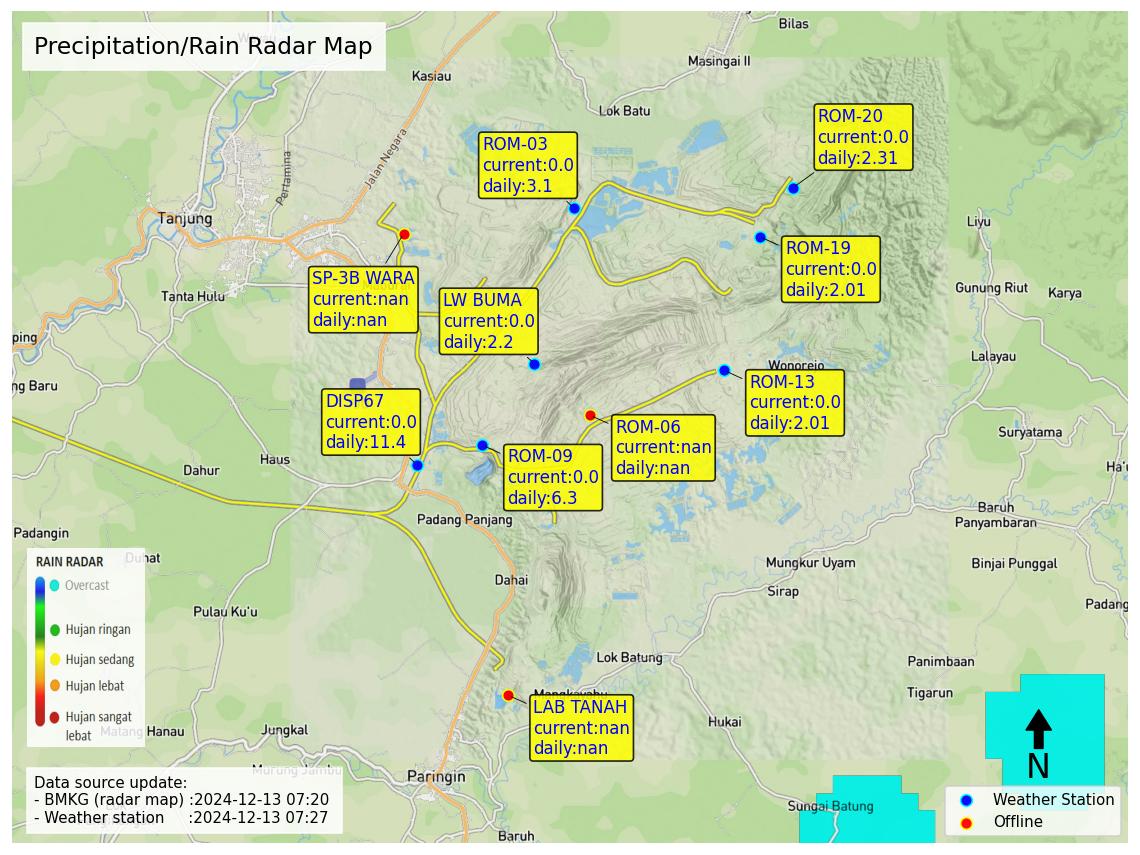 Precipitation/Rain Radar Map
Bilas
Masingai II
Kasiau
Lok Batu
Jalan Negara
Pertamina
Tanjung
Tanta Hulu
ROM-20
current:0.0
daily:2.31
ROM-03
current:0.0
daily:3.1
ROM-19
current:0.0
daily:2.01
SP-3B WARA
current:nan
daily:nan
LW BUMA
current:0.0
daily:2.2
Liyu
Gunung Riut
Karya
Lalayau
Wonorejo
ROM-13
current:0.0
daily:2.01
ping
ng Baru
DISP67
current:0.0
daily:11.4
ROM-06
current:nan
daily:nan
ROM-09
current:0.0
daily:6.3
Suryatama
Ha'u
Haus
Dahur
Padang Panjang
Baruh
Panyambaran
Padangin
Duhat
Mungkur Uyam
Binjai Punggal
Dahai
Sirap
Padang
Pulau Ku'u
RAIN RADAR
Overcast
Hujan ringan
Hujan sedang
Hujan lebat
Hujan sangat
lebat
Lok Batung
Panimbaan
Tigarun
Mangkayahu
LAB TANAH
current:nan
daily:nan
Matang Hanau
Jungkal
Hukai
Murung Jambu
Paringin
Data source update:
- BMKG (radar map) :2024-12-13 07:20
- Weather station :2024-12-13 07:27
Sungai Batung
Baruh
N
Weather Station
Offline